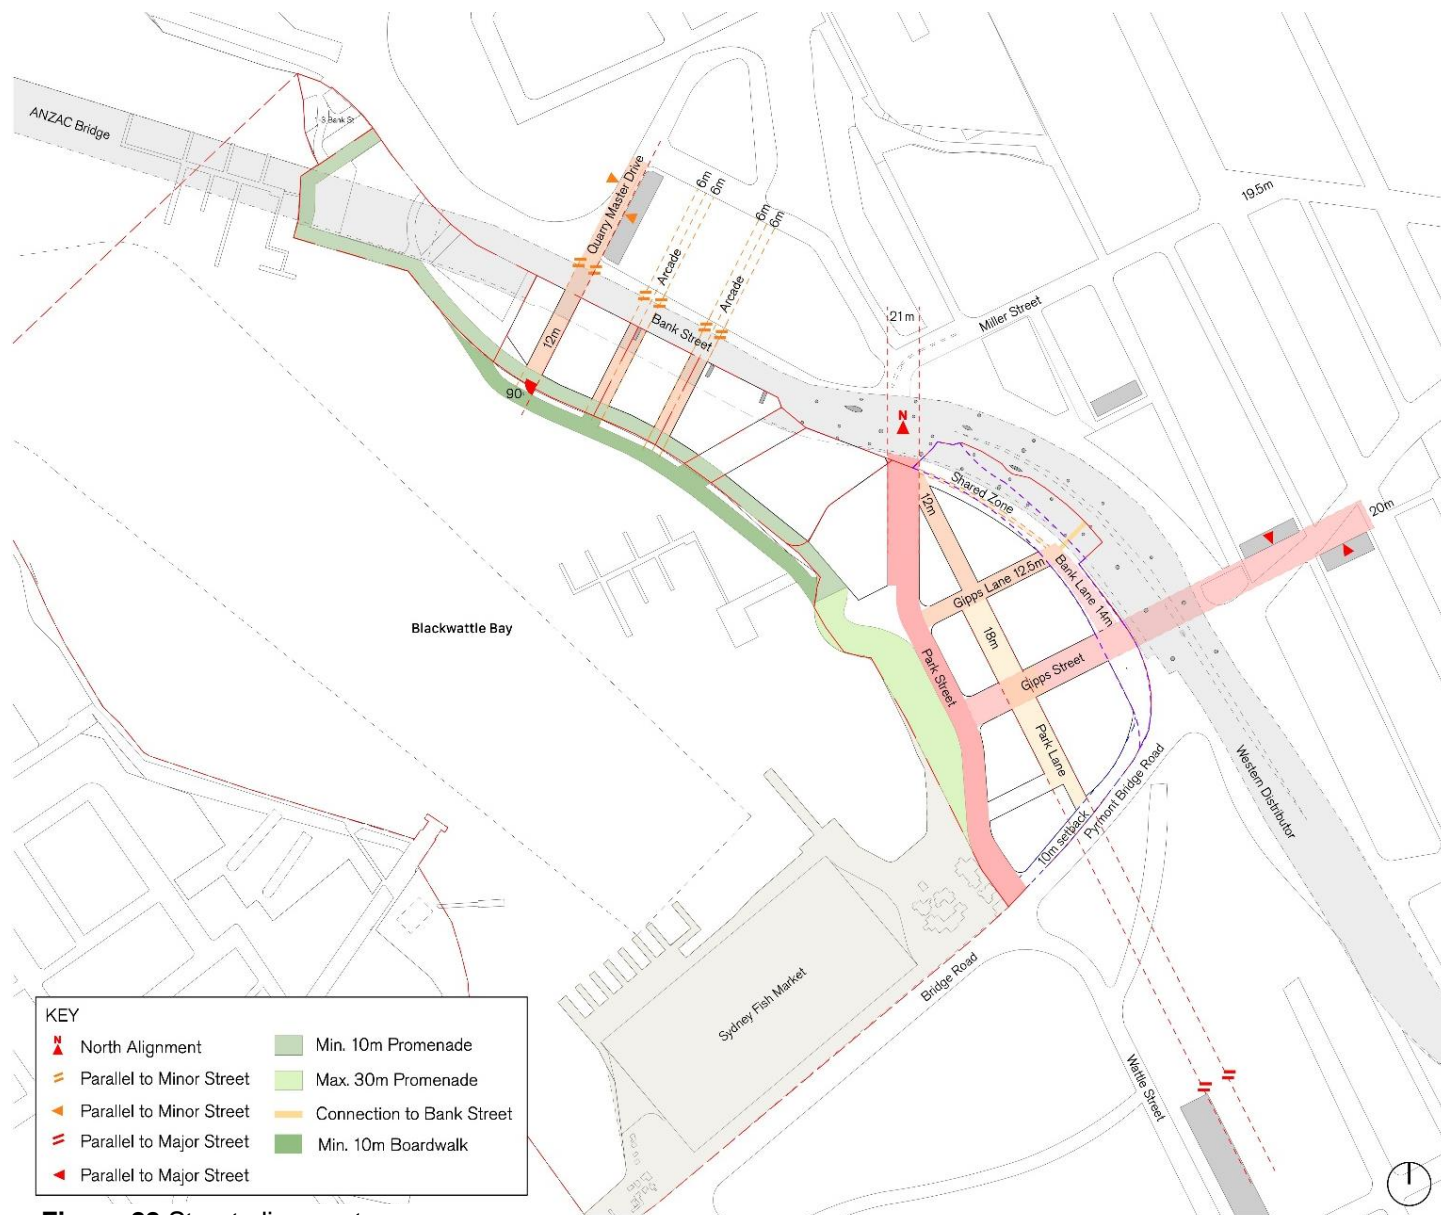 ANZAC Bridge
S Bank St
Quarry Master Drive
6m
6m
6m
6m
Arcade
Arcade
12m
Bank Street
90
19.5m
21m
Miller Street
N
Shared Zone
12m
20m
Gipps Lane 12.5m
Bank Lane 14m
Blackwattle Bay
18m
Park Street
Gipps Street
Park Lane
Western Distributor
10m setback
Pyrmont Bridge Road
Sydney Fish Market
Bridge Road
Wattle Street
KEY
N
North Alignment
Parallel to Minor Street
Parallel to Minor Street
Parallel to Major Street
Parallel to Major Street
Min. 10m Promenade
Max. 30m Promenade
Connection to Bank Street
Min. 10m Boardwalk